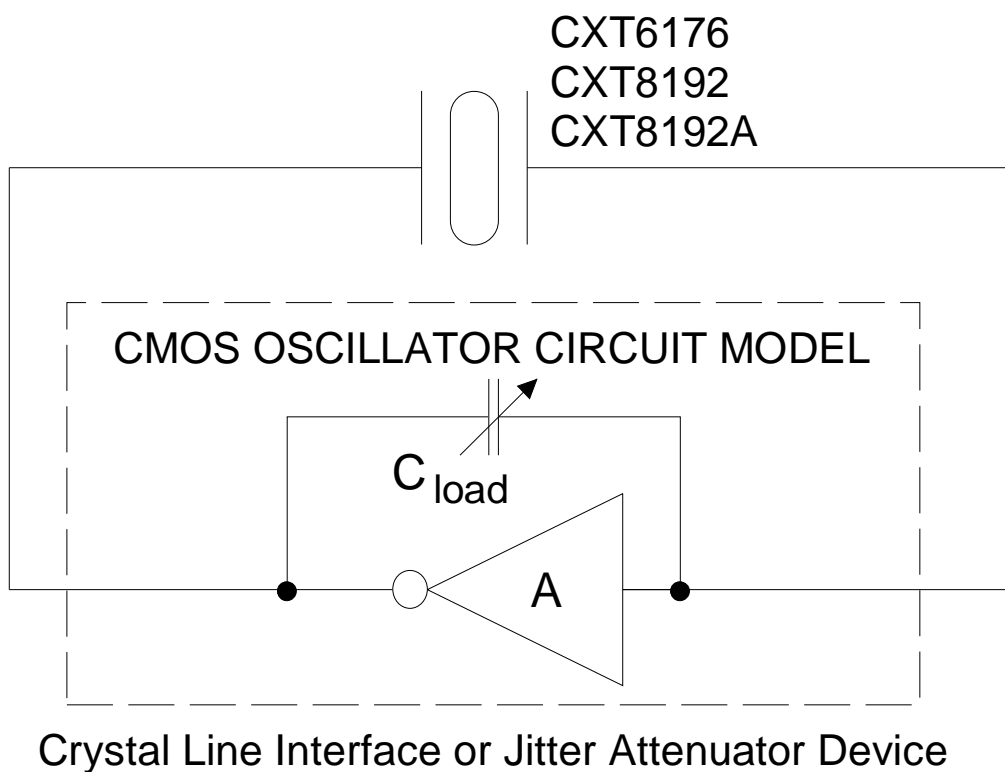 CXT6176
CXT8192
CXT8192A
CMOS OSCILLATOR CIRCUIT MODEL
C load
A
Crystal Line Interface or Jitter Attenuator Device